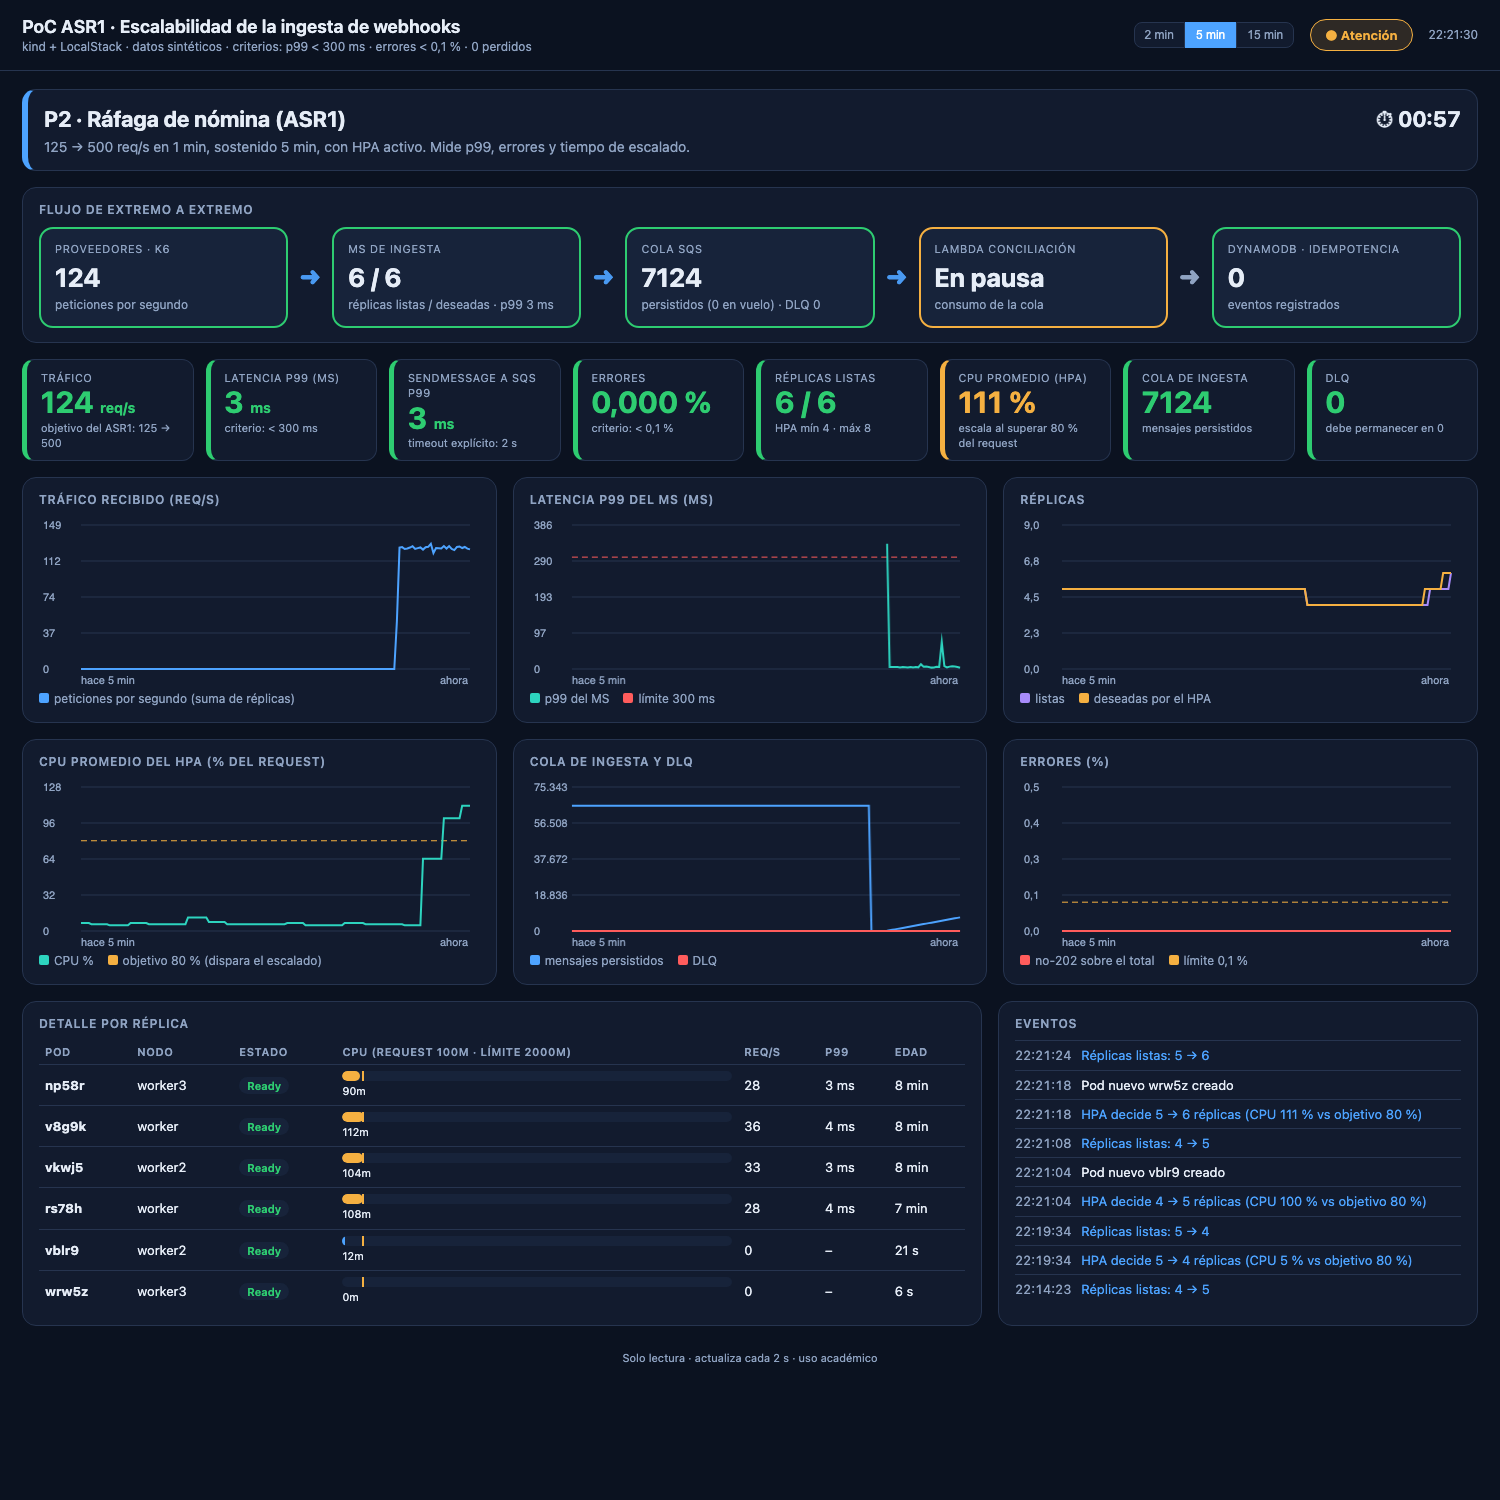 PoC ASR1 · Escalabilidad de la ingesta de webhooks
kind + LocalStack · datos sintéticos · criterios: p99 < 300 ms · errores < 0,1 % · 0 perdidos
2 min 5 min 15 min
Atención
22:21:30
P2 · Ráfaga de nómina (ASR1)
⏱ 00:57
125 → 500 req/s en 1 min, sostenido 5 min, con HPA activo. Mide p99, errores y tiempo de escalado.
FLUJO DE EXTREMO A EXTREMO
PROVEEDORES · K6
124
peticiones por segundo
➜
MS DE INGESTA
6 / 6
réplicas listas / deseadas · p99 3 ms
➜
COLA SQS
7124
persistidos (0 en vuelo) · DLQ 0
➜
LAMBDA CONCILIACIÓN
En pausa
consumo de la cola
➜
DYNAMODB · IDEMPOTENCIA
0
eventos registrados
TRÁFICO
124 req/s
objetivo del ASR1: 125 →
500
LATENCIA P99 (MS)
3 ms
criterio: < 300 ms
SENDMESSAGE A SQS
P99
3 ms
timeout explícito: 2 s
ERRORES
0,000 %
criterio: < 0,1 %
RÉPLICAS LISTAS
6 / 6
HPA mín 4 · máx 8
CPU PROMEDIO (HPA)
111 %
escala al superar 80 %
del request
COLA DE INGESTA
7124
mensajes persistidos
DLQ
0
debe permanecer en 0
TRÁFICO RECIBIDO (REQ/S)
149
112
74
37
0
hace 5 min ahora
peticiones por segundo (suma de réplicas)
LATENCIA P99 DEL MS (MS)
386
290
193
97
0
hace 5 min ahora
p99 del MS límite 300 ms
RÉPLICAS
9,0
6,8
4,5
2,3
0,0
hace 5 min ahora
listas deseadas por el HPA
CPU PROMEDIO DEL HPA (% DEL REQUEST)
128
96
64
32
0
hace 5 min ahora
CPU % objetivo 80 % (dispara el escalado)
COLA DE INGESTA Y DLQ
75.343
56.508
37.672
18.836
0
hace 5 min ahora
mensajes persistidos DLQ
ERRORES (%)
0,5
0,4
0,3
0,1
0,0
hace 5 min ahora
no-202 sobre el total límite 0,1 %
DETALLE POR RÉPLICA
POD NODO ESTADO CPU (REQUEST 100M · LÍMITE 2000M) REQ/S P99 EDAD
np58r worker3 Ready 90m 28 3 ms 8 min
v8g9k worker Ready 112m 36 4 ms 8 min
vkwj5 worker2 Ready 104m 33 3 ms 8 min
rs78h worker Ready 108m 28 4 ms 7 min
vblr9 worker2 Ready 12m 0 – 21 s
wrw5z worker3 Ready 0m 0 – 6 s
EVENTOS
22:21:24 Réplicas listas: 5 → 6
22:21:18 Pod nuevo wrw5z creado
22:21:18 HPA decide 5 → 6 réplicas (CPU 111 % vs objetivo 80 %)
22:21:08 Réplicas listas: 4 → 5
22:21:04 Pod nuevo vblr9 creado
22:21:04 HPA decide 4 → 5 réplicas (CPU 100 % vs objetivo 80 %)
22:19:34 Réplicas listas: 5 → 4
22:19:34 HPA decide 5 → 4 réplicas (CPU 5 % vs objetivo 80 %)
22:14:23 Réplicas listas: 4 → 5
Solo lectura · actualiza cada 2 s · uso académico